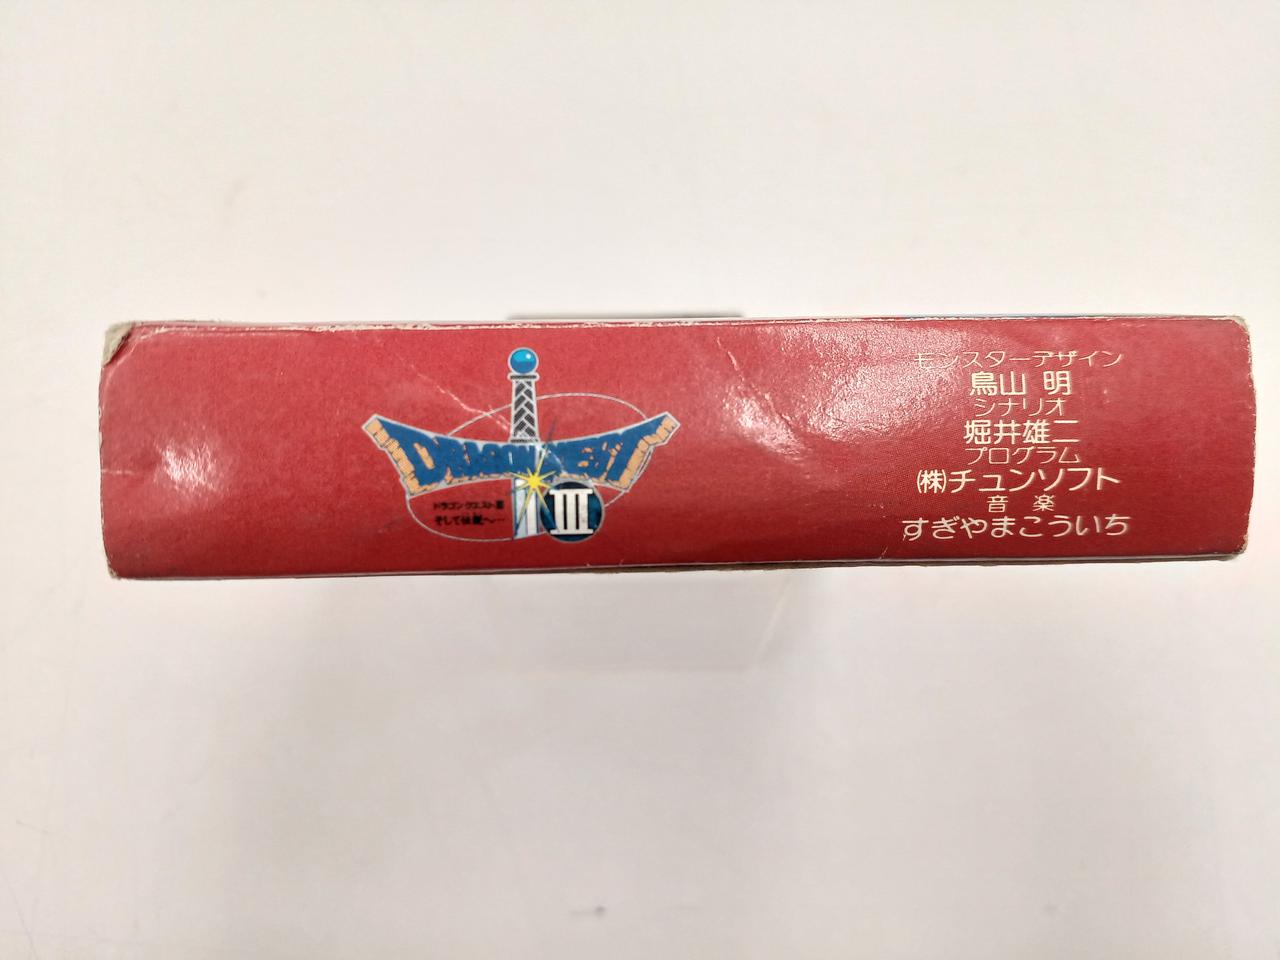 DRAGON QUEST
III
ドラゴンクエストⅢ
そして伝説へ…
モンスターデザイン
鳥山 明
シナリオ
堀井雄二
プログラム
㈱チュンソフト
音 楽
すぎやまこういち